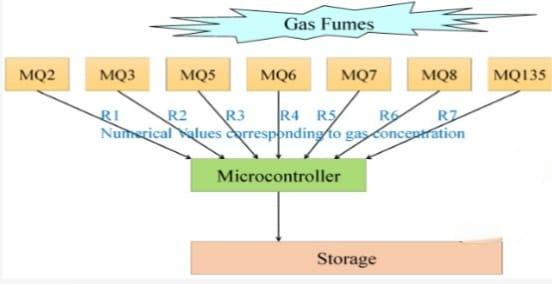 Gas Fumes
MQ2 MQ3 MQ5 MQ6 MQ7 MQ8 MQ135
R1 R2 R3 R4 R5 R6 R7
Numerical Values corresponding to gas concentration
Microcontroller
Storage